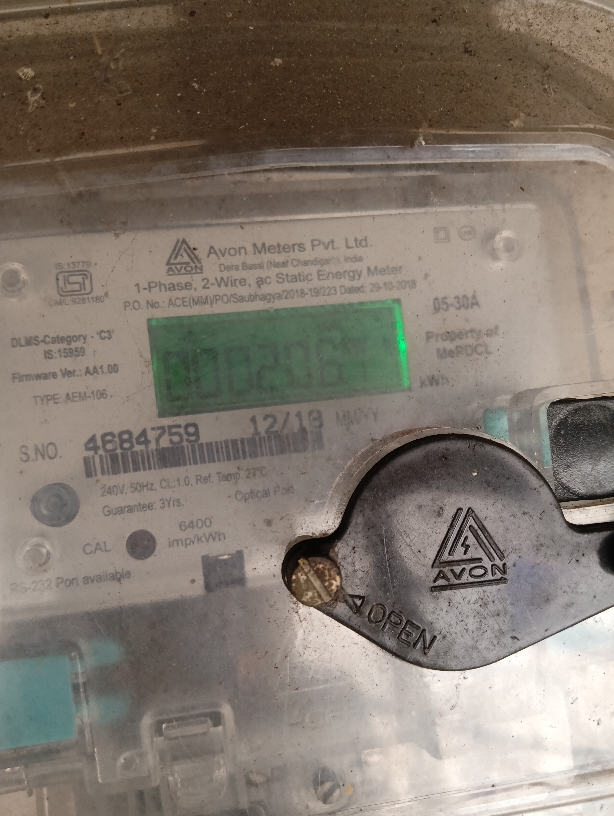 IS:13779
AVON
Avon Meters Pvt. Ltd.
Dera Bassi (Near Chandigarh), India
1-Phase, 2-Wire, ac Static Energy Meter
P.O. No.: ACE(MM)/PO/Saubhagya/2018-19/223 Dated: 29-10-2018
DLMS-Category - 'C3'
IS:15959
Firmware Ver.: AA1.00
TYPE AEM-106
05-30A
Property of
MePDCL
kWh
S.NO. 4684759 12/18 MM/YY
240V, 50Hz, CL:1.0, Ref. Temp. 27°C
Guarantee: 3Yrs. Optical Port
CAL 6400
imp/kWh
RS-232 Port available
AVON
OPEN